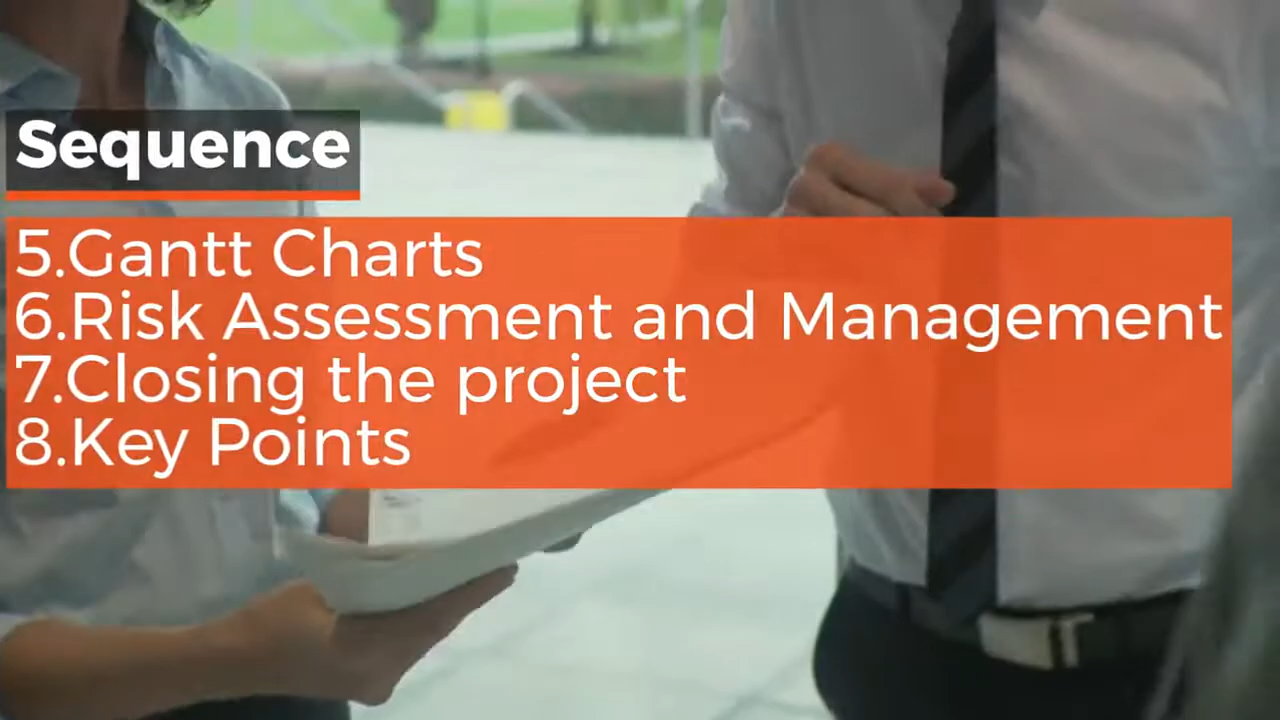 Sequence
5.Gantt Charts
6.Risk Assessment and Management
7.Closing the project
8.Key Points